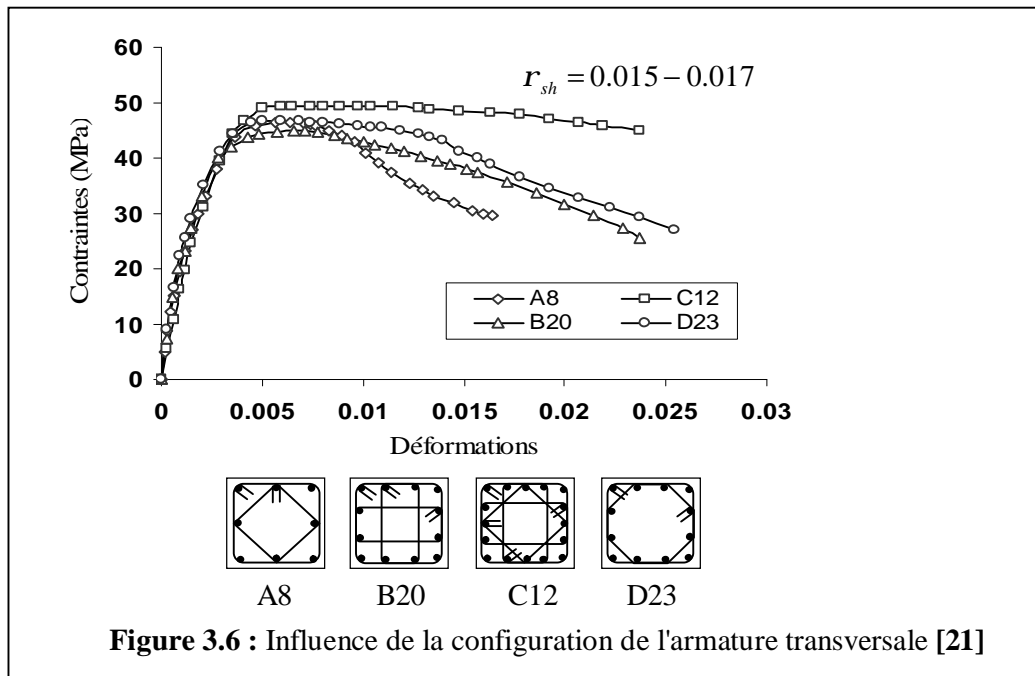 60
50
40
30
20
10
0
Contraintes (MPa)
r sh = 0.015 – 0.017
A8
C12
B20
D23
0 0.005 0.01 0.015 0.02 0.025 0.03
Déformations
A8 B20 C12 D23
Figure 3.6 : Influence de la configuration de l'armature transversale [21]